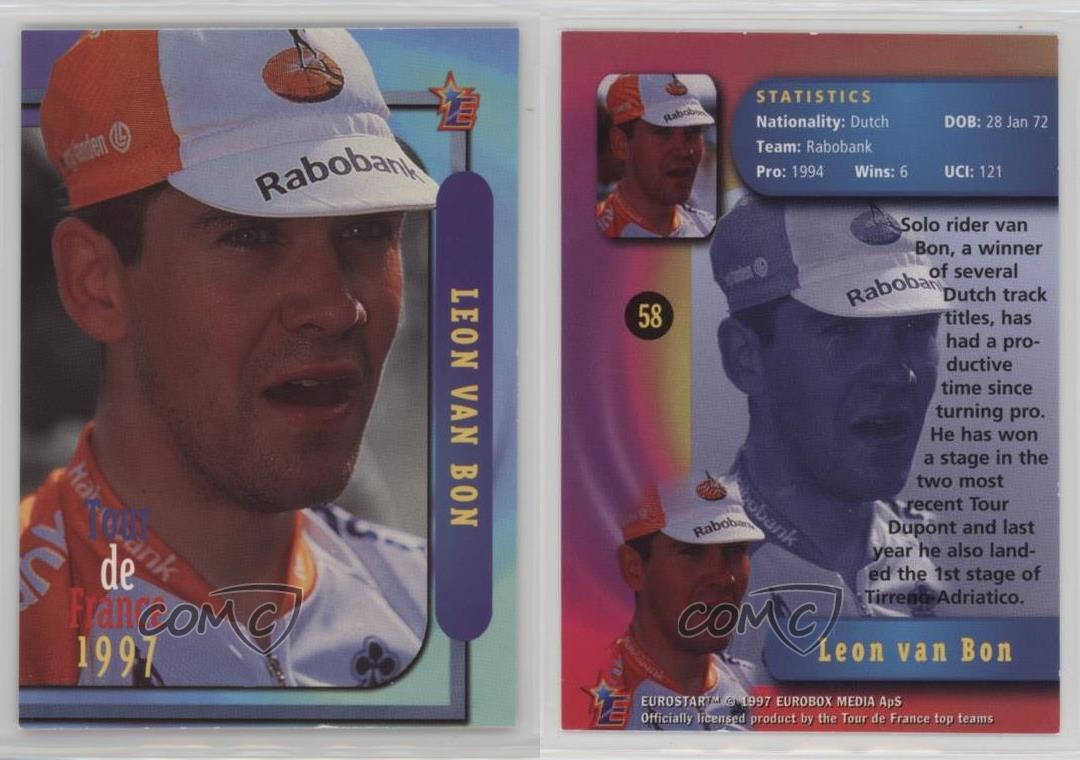 Rabobank
LEON VAN BON
Rabobank
Tour
de
France
1997
COMC
STATISTICS
Nationality: Dutch DOB: 28 Jan 72
Team: Rabobank
Pro: 1994 Wins: 6 UCI: 121
Rabobank
58
Solo rider van
Bon, a winner
of several
Dutch track
titles, has
had a pro-
ductive
time since
turning pro.
He has won
a stage in the
two most
recent Tour
Dupont and last
year he also land-
ed the 1st stage of
Tirreno-Adriatico.
Rabobank
Rabobank
COMC
Leon van Bon
EUROSTAR™ © 1997 EUROBOX MEDIA ApS
Officially licensed product by the Tour de France top teams